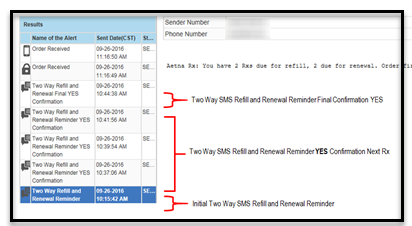 Results
Name of the Alert Sent Date(CST) St...
Order Received 09-26-2016 SE...
11:16:50 AM
Order Received 09-26-2016 SE...
11:16:49 AM
Two Way Refill and 09-26-2016 SE...
Renewal Final YES 10:44:38 AM
Confirmation
Two Way Refill and 09-26-2016 SE...
Renewal Reminder YES 10:41:56 AM
Confirmation
Two Way Refill and 09-26-2016 SE...
Renewal Reminder YES 10:39:54 AM
Confirmation
Two Way Refill and 09-26-2016 SE...
Renewal Reminder YES 10:37:06 AM
Confirmation
Two Way Refill and 09-26-2016 SE...
Renewal Reminder 10:15:42 AM
Sender Number
Phone Number
Aetna Rx: You have 2 Rxs due for refill, 2 due for renewal. Order fi
Two Way SMS Refill and Renewal Reminder Final Confirmation YES
Two Way SMS Refill and Renewal Reminder YES Confirmation Next Rx
Initial Two Way SMS Refill and Renewal Reminder